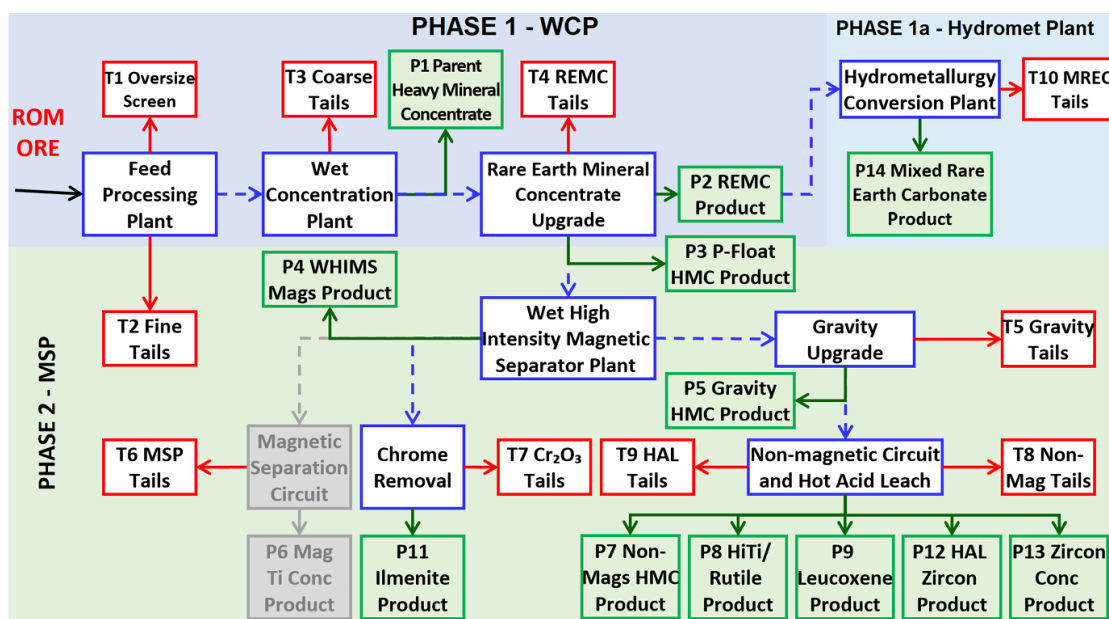 PHASE 1 - WCP
PHASE 1a - Hydromet Plant
ROM
ORE
T1 Oversize
Screen
T3 Coarse
Tails
P1 Parent
Heavy Mineral
Concentrate
T4 REMC
Tails
Hydrometallurgy
Conversion Plant
T10 MREC
Tails
Feed
Processing
Plant
Wet
Concentration
Plant
Rare Earth Mineral
Concentrate
Upgrade
P2 REMC
Product
P14 Mixed Rare
Earth Carbonate
Product
PHASE 2 - MSP
P4 WHIMS
Mags Product
P3 P-Float
HMC Product
T2 Fine
Tails
Wet High
Intensity Magnetic
Separator Plant
Gravity
Upgrade
T5 Gravity
Tails
P5 Gravity
HMC Product
T6 MSP
Tails
Magnetic
Separation
Circuit
Chrome
Removal
T7 Cr₂O₃
Tails
T9 HAL
Tails
Non-magnetic Circuit
and Hot Acid Leach
T8 Non-
Mag Tails
P6 Mag
Ti Conc
Product
P11
Ilmenite
Product
P7 Non-
Mags HMC
Product
P8 HiTi/
Rutile
Product
P9
Leucoxene
Product
P12 HAL
Zircon
Product
P13 Zircon
Conc
Product